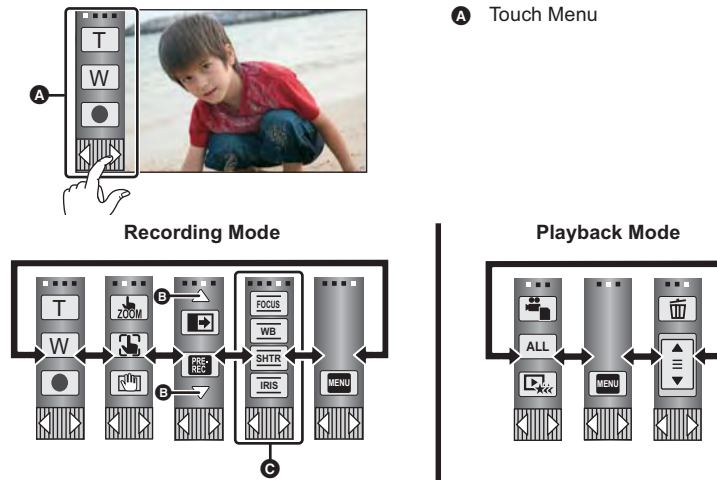 A Touch Menu
T
W
A
Recording Mode
Playback Mode
T
W
ZOOM
B
PRE-
REC
B
FOCUS
WB
SHTR
IRIS
MENU
C
ALL
MENU